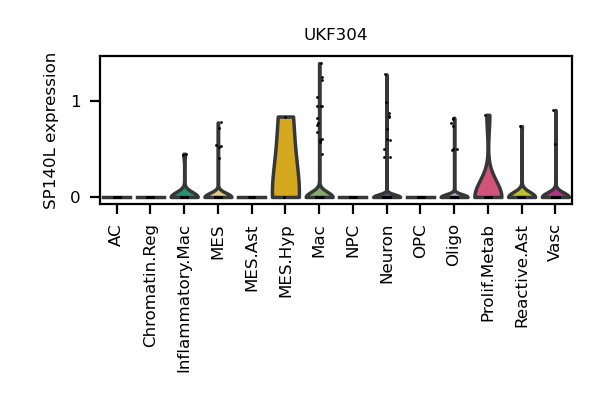 UKF304
SP140L expression
1
0
AC
Chromatin.Reg
Inflammatory.Mac
MES
MES.Ast
MES.Hyp
Mac
NPC
Neuron
OPC
Oligo
Prolif.Metab
Reactive.Ast
Vasc